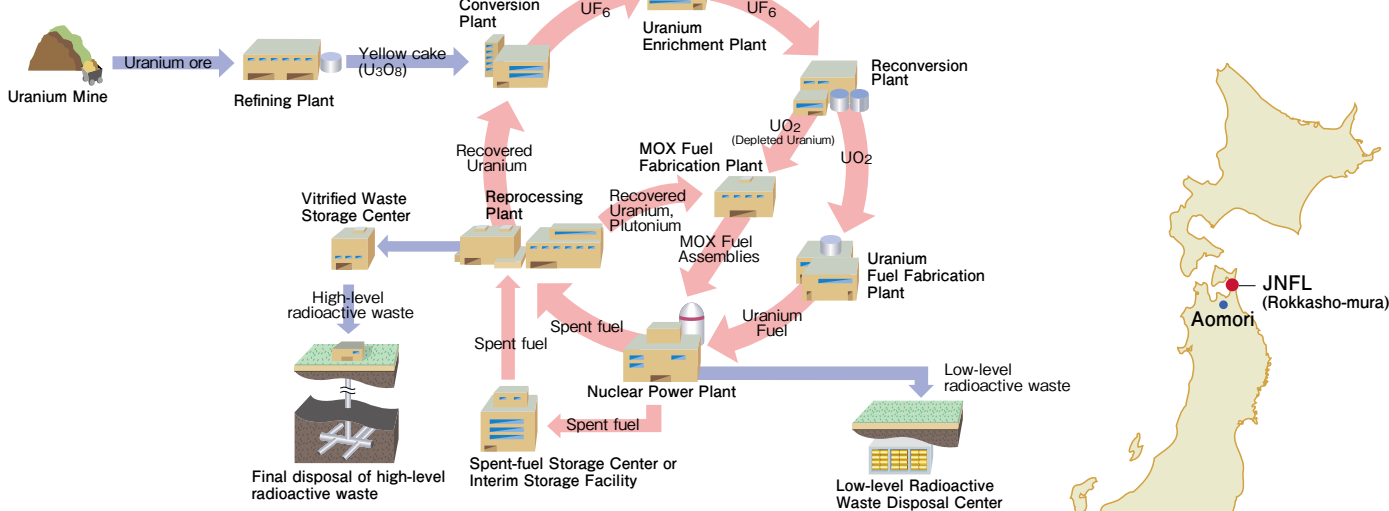 Conversion
Plant
UF6
UF6
Uranium
Enrichment Plant
Uranium ore
Yellow cake
(U3O8)
Uranium Mine
Refining Plant
Reconversion
Plant
UO2
(Depleted Uranium)
UO2
Recovered
Uranium
MOX Fuel
Fabrication Plant
Vitrified Waste
Storage Center
Reprocessing
Plant
Recovered
Uranium,
Plutonium
MOX Fuel
Assemblies
Uranium
Fuel Fabrication
Plant
High-level
radioactive waste
Spent fuel
Spent fuel
Uranium
Fuel
JNFL
(Rokkasho-mura)
Aomori
Nuclear Power Plant
Low-level
radioactive waste
Spent fuel
Final disposal of high-level
radioactive waste
Spent-fuel Storage Center or
Interim Storage Facility
Low-level Radioactive
Waste Disposal Center